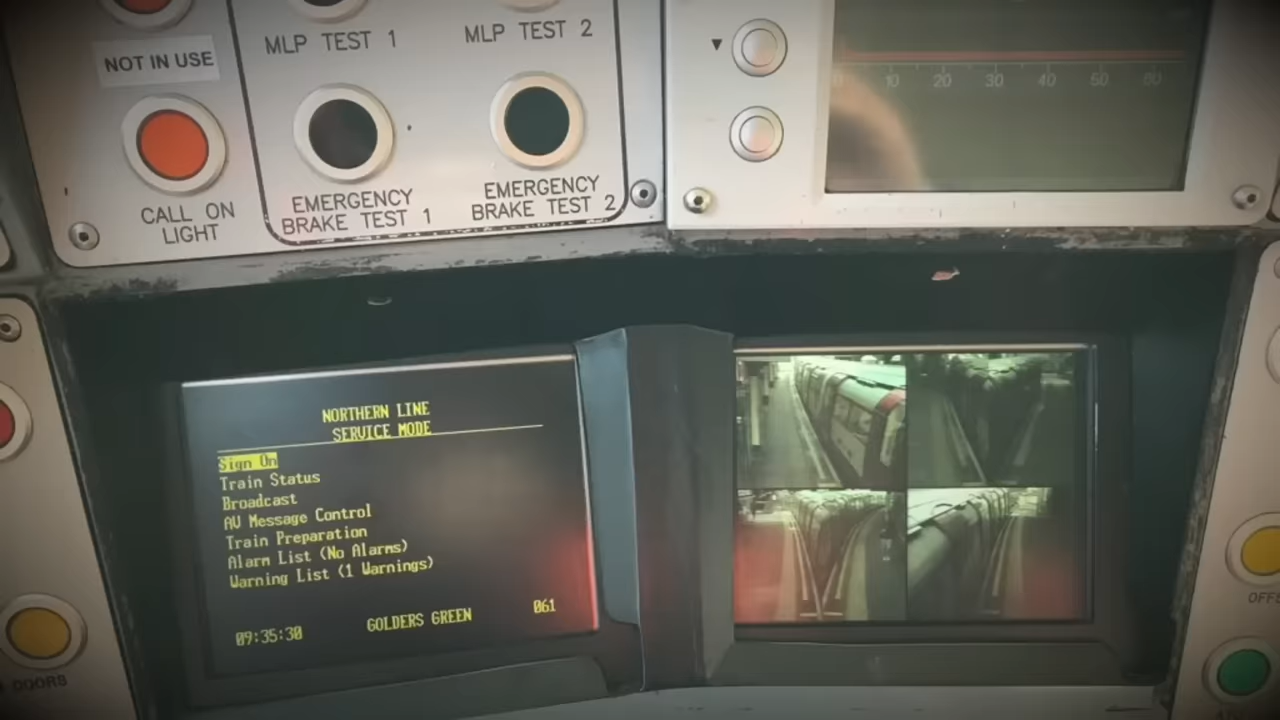 NOT IN USE
CALL ON
LIGHT
MLP TEST 1
MLP TEST 2
EMERGENCY
BRAKE TEST 1
EMERGENCY
BRAKE TEST 2
10 20 30 40 50 60
NORTHERN LINE
SERVICE MODE
Sign On
Train Status
Broadcast
AV Message Control
Train Preparation
Alarm List (No Alarms)
Warning List (1 Warnings)
09:35:30 GOLDERS GREEN 061
DOORS